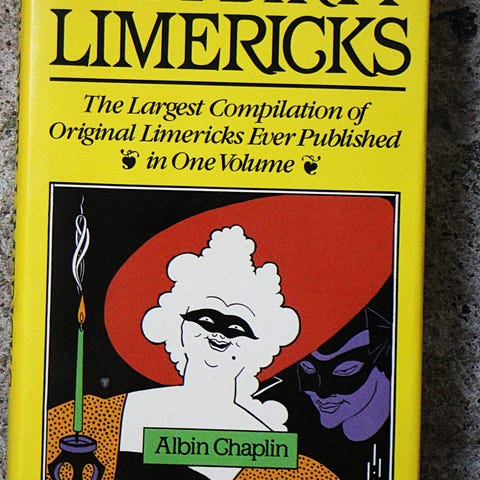 LIMERICKS
The Largest Compilation of
Original Limericks Ever Published
in One Volume
Albin Chaplin